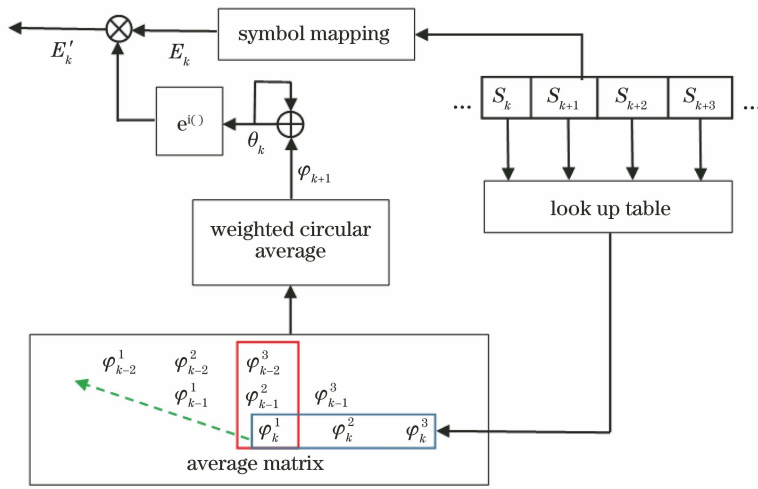 symbol mapping
E'ₖ
Eₖ
... Sₖ Sₖ₊₁ Sₖ₊₂ Sₖ₊₃ ...
eⁱ⁽ ⁾
θₖ
φₖ₊₁
look up table
weighted circular
average
φ¹ₖ₋₂ φ²ₖ₋₂ φ³ₖ₋₂
φ¹ₖ₋₁ φ²ₖ₋₁ φ³ₖ₋₁
φ¹ₖ φ²ₖ φ³ₖ
average matrix